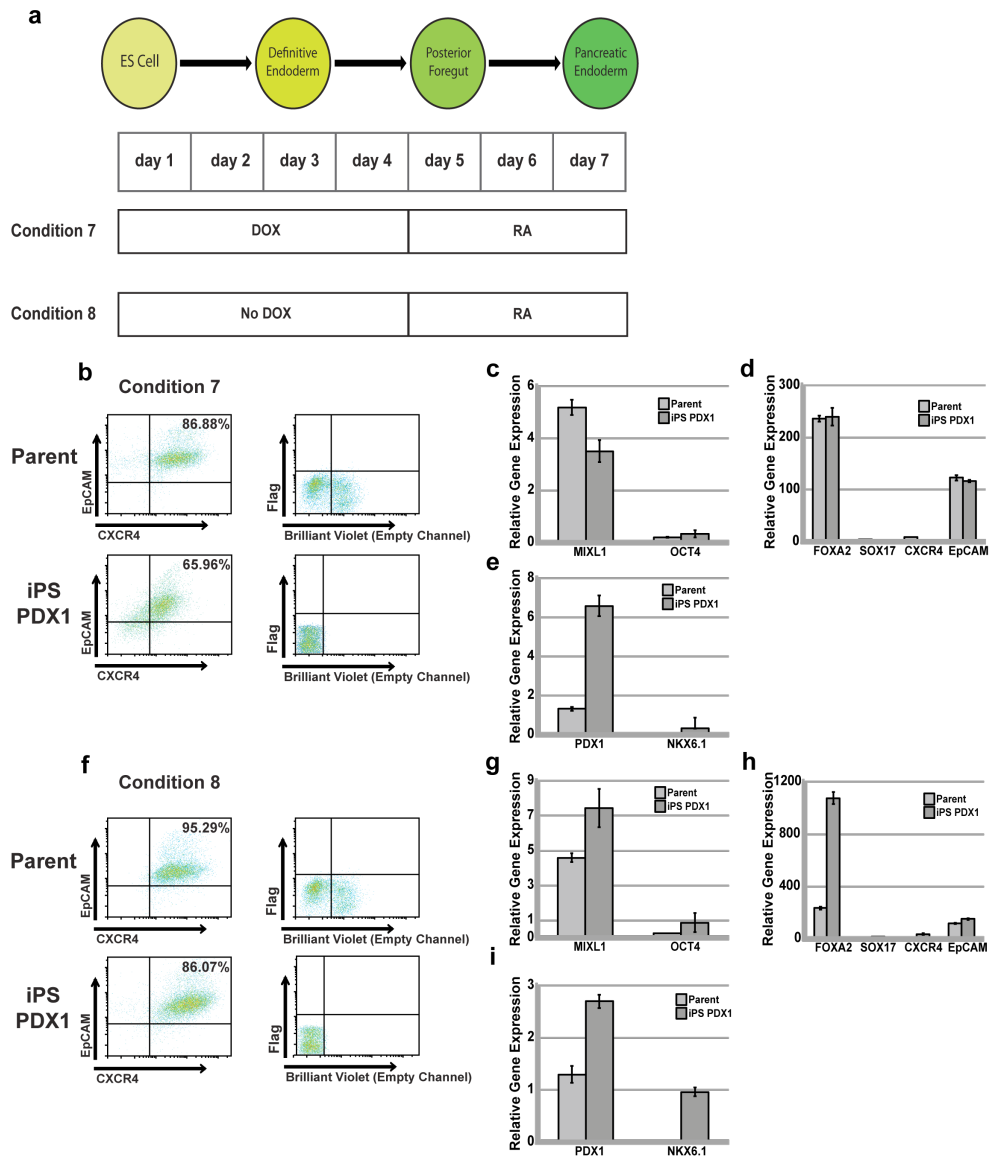 a
ES Cell
Definitive
Endoderm
Posterior
Foregut
Pancreatic
Endoderm
day 1 day 2 day 3 day 4 day 5 day 6 day 7
Condition 7
DOX RA
Condition 8
No DOX RA
b
Condition 7
Parent
86.88%
EpCAM
CXCR4
Flag
Brilliant Violet (Empty Channel)
iPS
PDX1
65.96%
EpCAM
CXCR4
Flag
Brilliant Violet (Empty Channel)
c
Relative Gene Expression
6
4
2
0
Parent
iPS PDX1
MIXL1 OCT4
d
Relative Gene Expression
300
200
100
0
Parent
iPS PDX1
FOXA2 SOX17 CXCR4 EpCAM
e
Relative Gene Expression
8
6
4
2
0
Parent
iPS PDX1
PDX1 NKX6.1
f
Condition 8
Parent
95.29%
EpCAM
CXCR4
Flag
Brilliant Violet (Empty Channel)
iPS
PDX1
86.07%
EpCAM
CXCR4
Flag
Brilliant Violet (Empty Channel)
g
Relative Gene Expression
9
7
5
3
1
0
Parent
iPS PDX1
MIXL1 OCT4
h
Relative Gene Expression
1200
800
400
0
Parent
iPS PDX1
FOXA2 SOX17 CXCR4 EpCAM
i
Relative Gene Expression
3
2
1
0
Parent
iPS PDX1
PDX1 NKX6.1